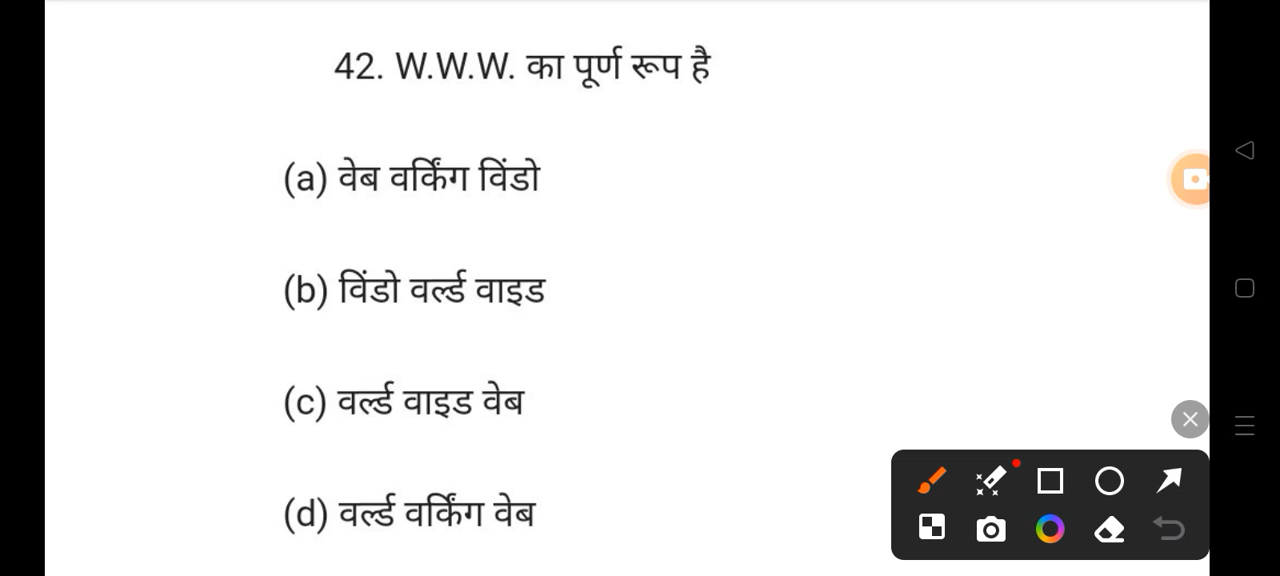 42. W.W.W. का पूर्ण रूप है
(a) वेब वर्किंग विंडो
(b) विंडो वर्ल्ड वाइड
(c) वर्ल्ड वाइड वेब
(d) वर्ल्ड वर्किंग वेब